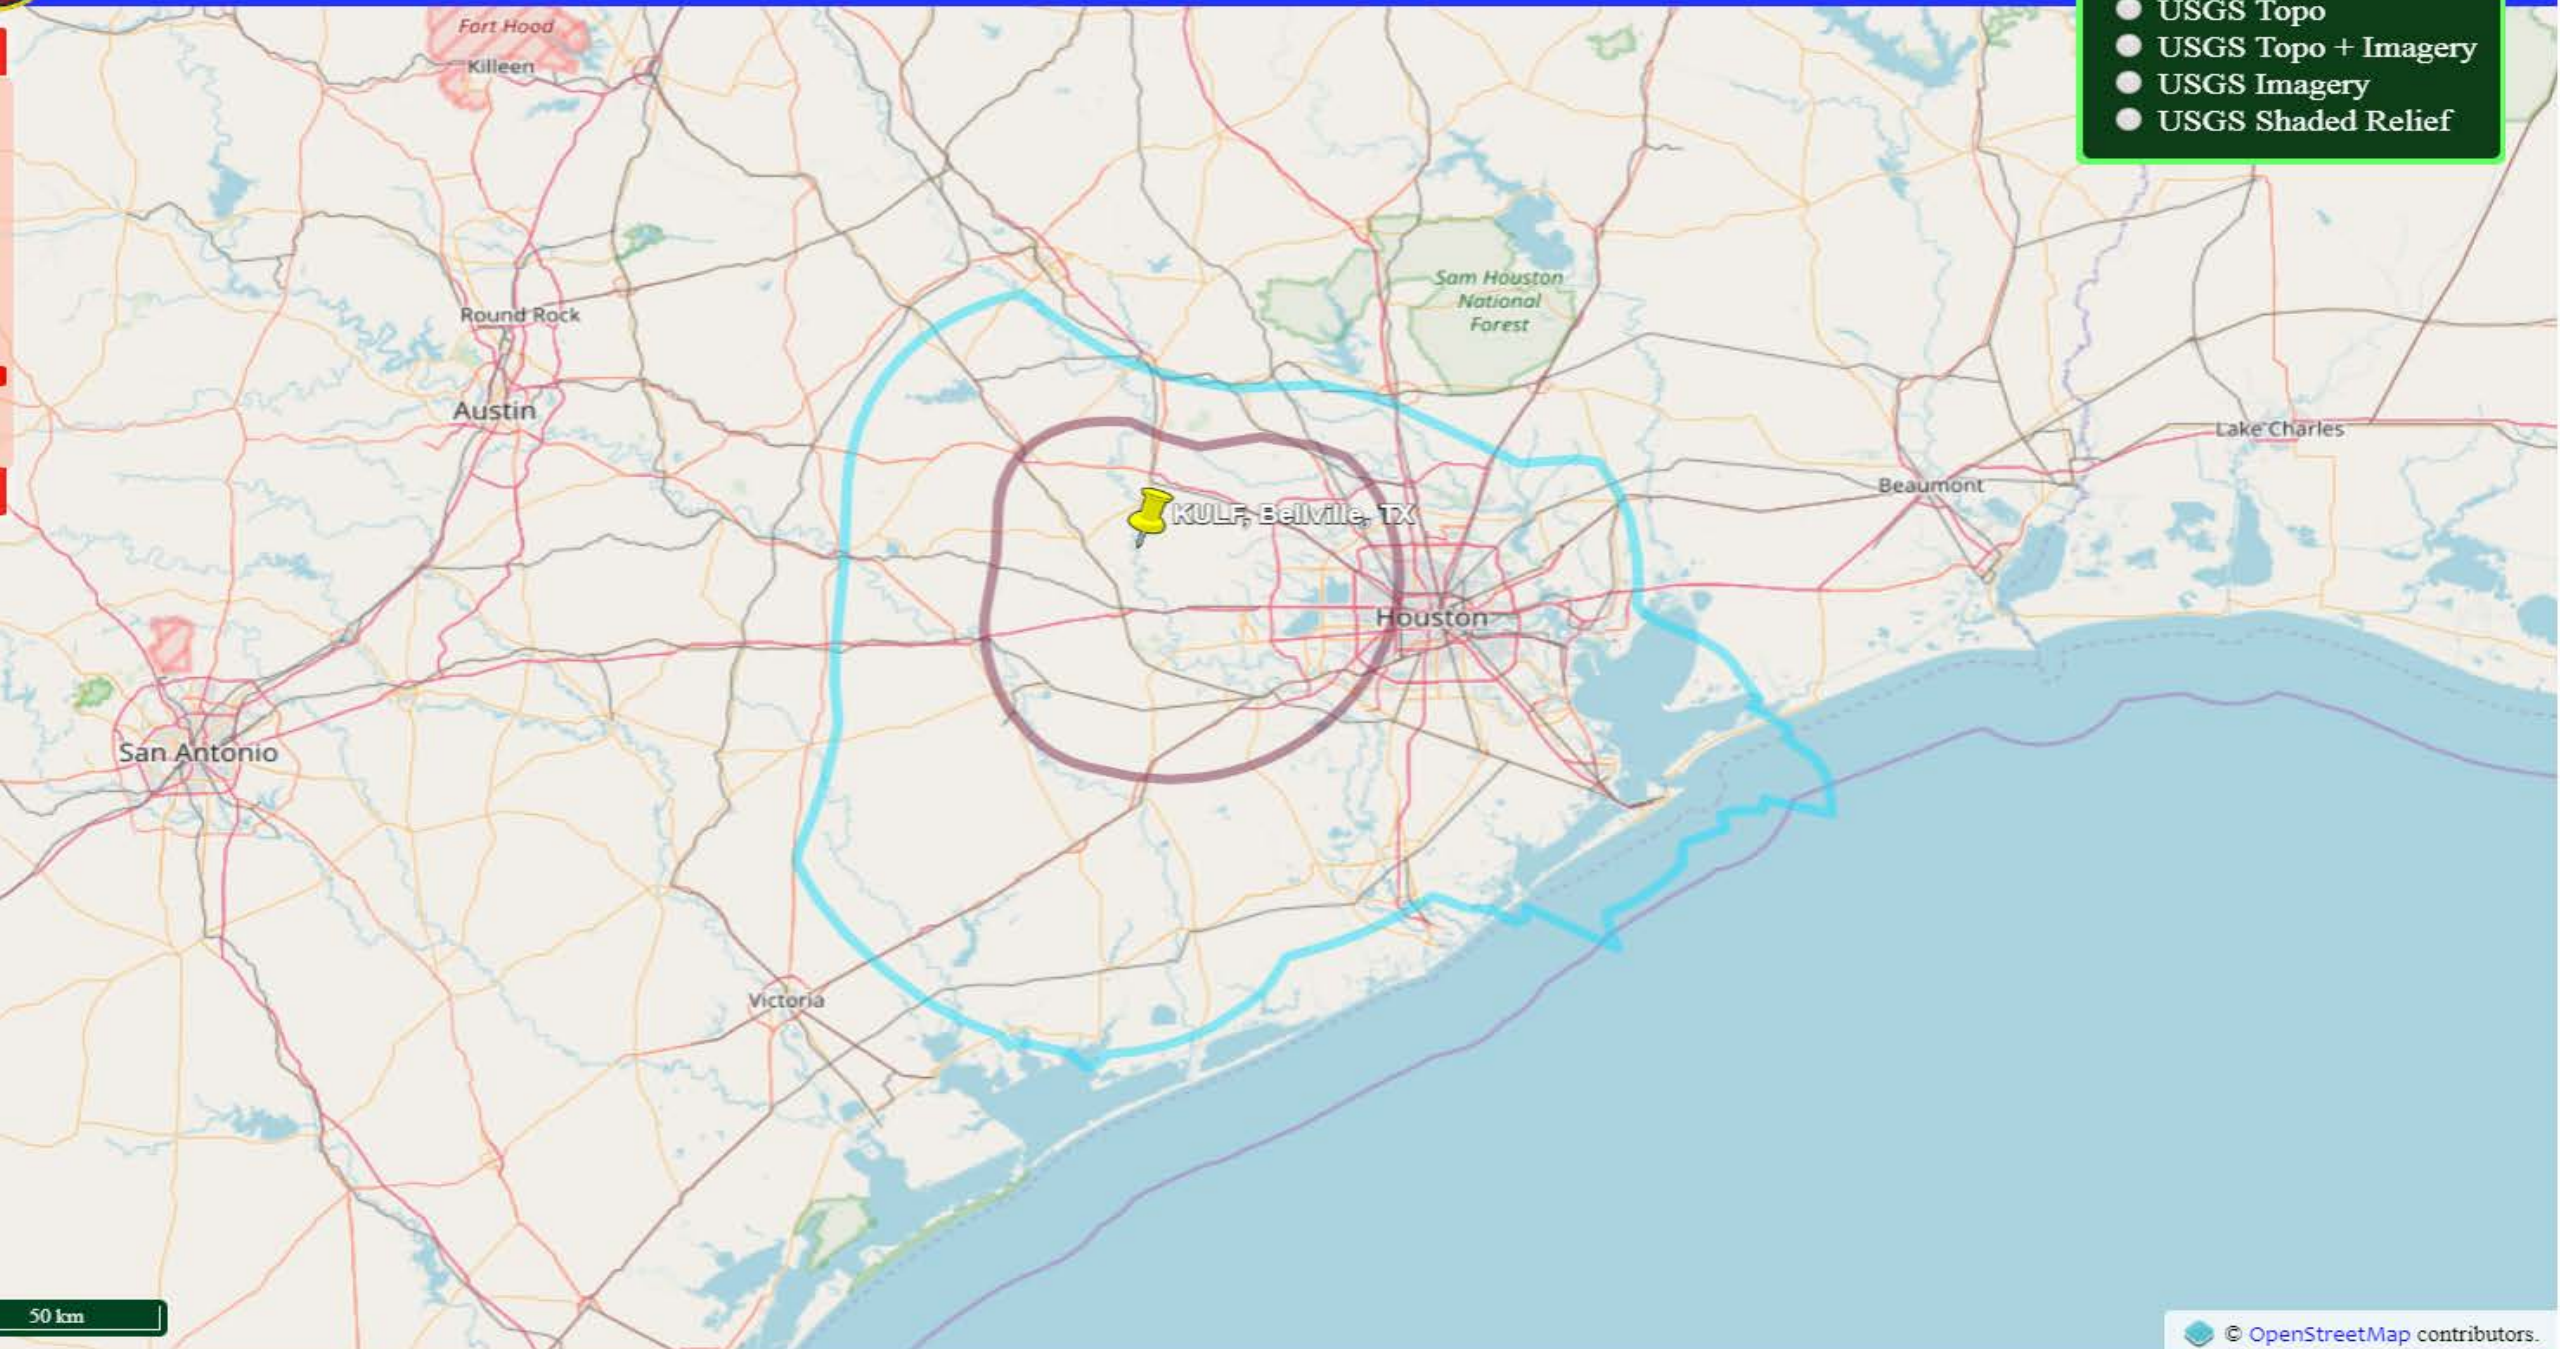 Fort Hood
Killeen
USGS Topo
USGS Topo + Imagery
USGS Imagery
USGS Shaded Relief
Sam Houston
National
Forest
Round Rock
Austin
Lake Charles
Beaumont
KULF, Bellville, TX
Houston
San Antonio
Victoria
50 km
© OpenStreetMap contributors.